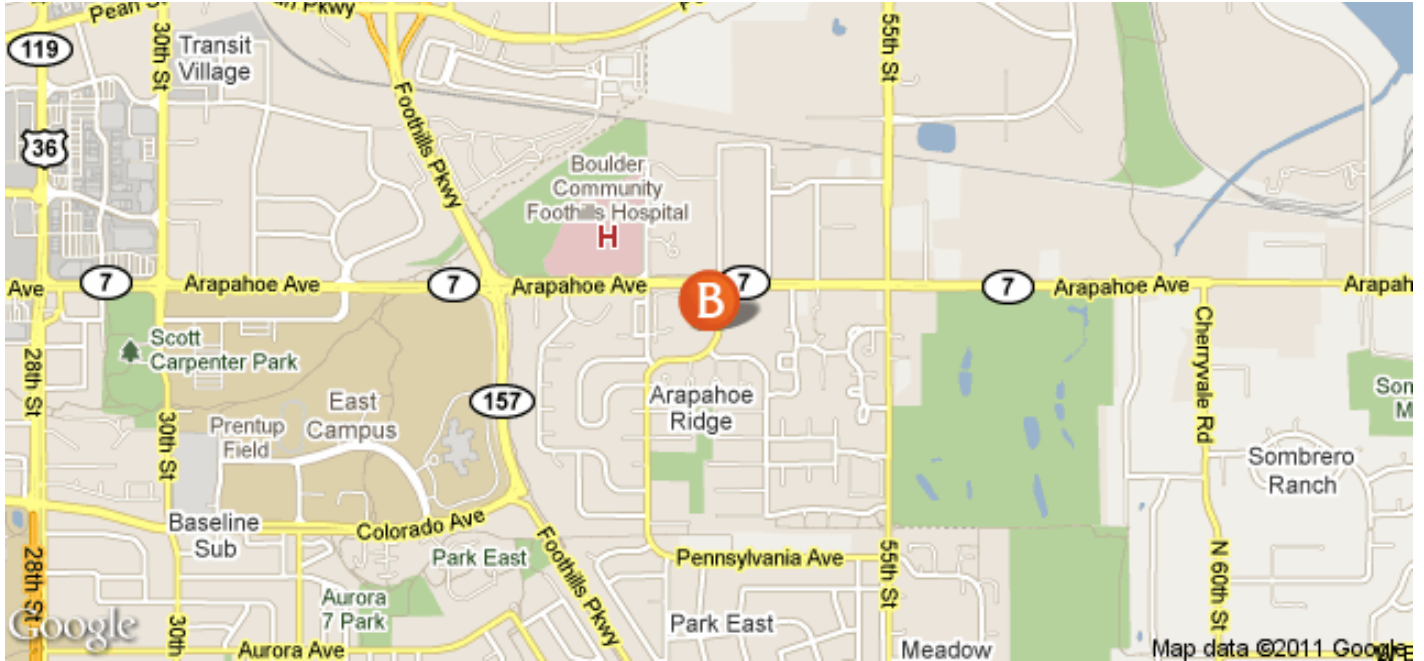 Pearl
Pkwy
119
30th St
Transit
Village
55th St
Foothills Pkwy
36
Boulder
Community
Foothills Hospital
H
Ave
7
Arapahoe Ave
7
Arapahoe Ave
B
7
7
Arapahoe Ave
Arapah
Scott
Carpenter Park
28th St
30th St
East
Campus
Prentup
Field
157
Arapahoe
Ridge
Cherryvale Rd
Som
M
Sombrero
Ranch
Baseline
Sub
Colorado Ave
Foothills Pkwy
28th St
Park East
Pennsylvania Ave
55th St
N 60th St
Aurora
7 Park
30th
Google
Aurora Ave
Park East
Meadow
Map data ©2011 Google